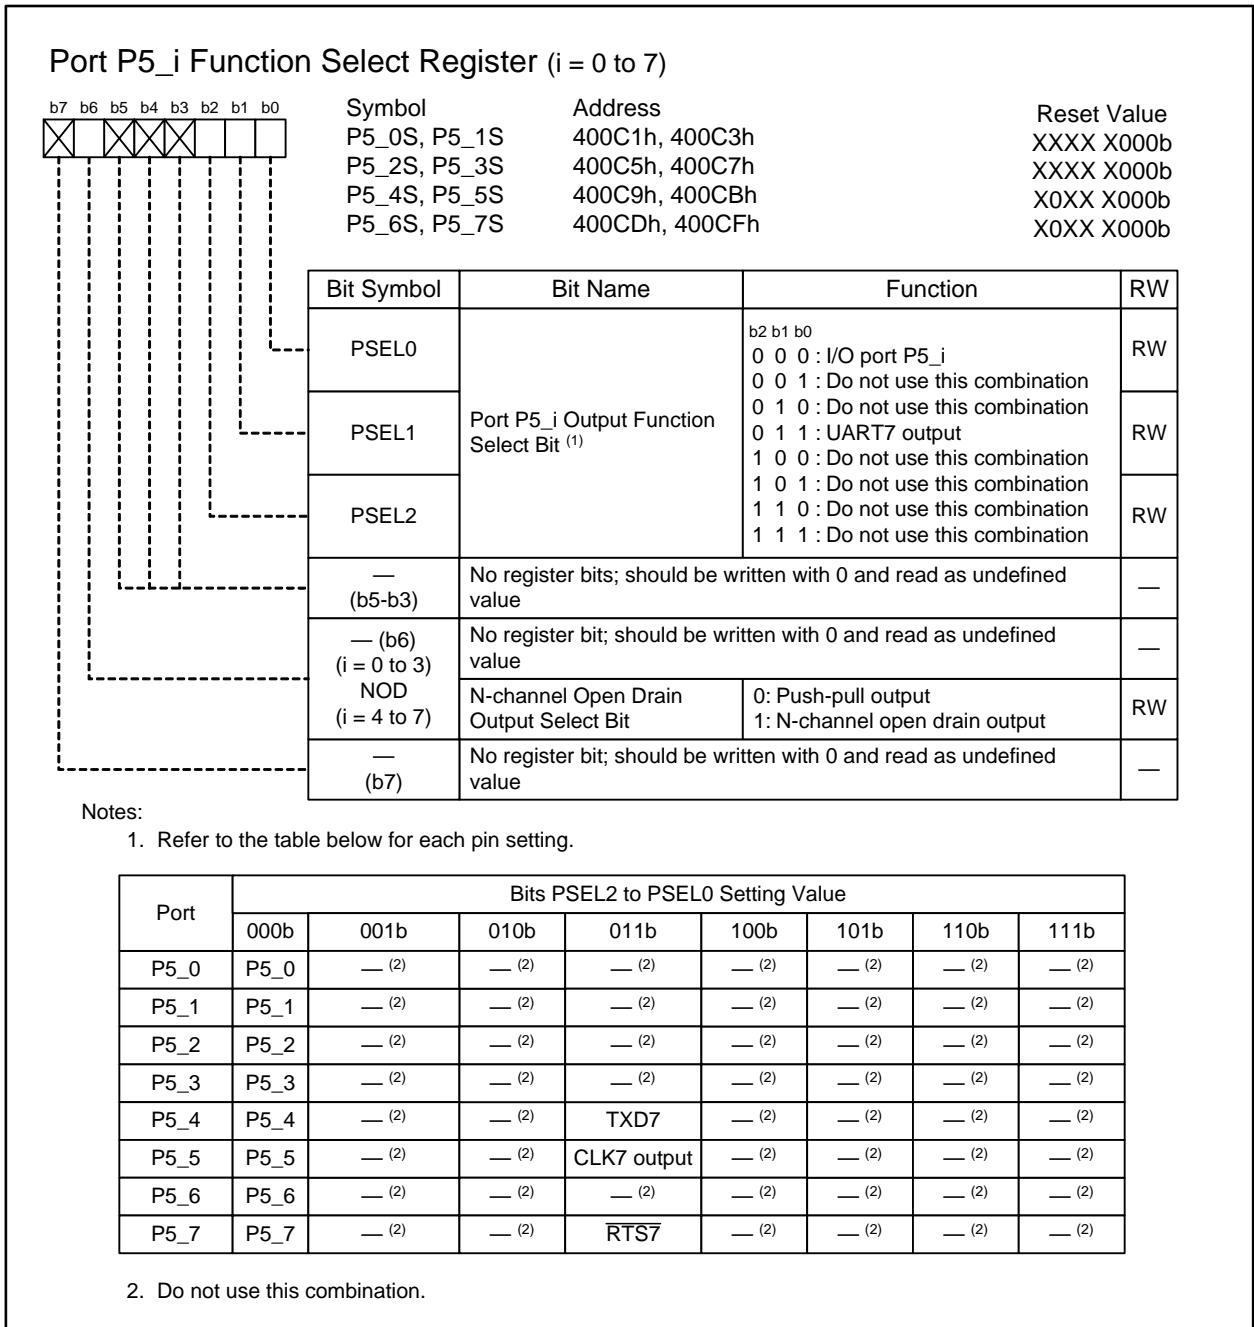 Port P5_i Function Select Register (i = 0 to 7)
b7 b6 b5 b4 b3 b2 b1 b0
Symbol Address Reset Value
P5_0S, P5_1S 400C1h, 400C3h XXXX X000b
P5_2S, P5_3S 400C5h, 400C7h XXXX X000b
P5_4S, P5_5S 400C9h, 400CBh X0XX X000b
P5_6S, P5_7S 400CDh, 400CFh X0XX X000b
Bit Symbol Bit Name Function RW
PSEL0 RW
PSEL1 RW
PSEL2 RW
Port P5_i Output Function
Select Bit (1)
b2 b1 b0
0 0 0 : I/O port P5_i
0 0 1 : Do not use this combination
0 1 0 : Do not use this combination
0 1 1 : UART7 output
1 0 0 : Do not use this combination
1 0 1 : Do not use this combination
1 1 0 : Do not use this combination
1 1 1 : Do not use this combination
—
(b5-b3)
No register bits; should be written with 0 and read as undefined
value
—
— (b6)
(i = 0 to 3)
NOD
(i = 4 to 7)
No register bit; should be written with 0 and read as undefined
value
—
N-channel Open Drain
Output Select Bit
0: Push-pull output
1: N-channel open drain output
RW
—
(b7)
No register bit; should be written with 0 and read as undefined
value
—
Notes:
1. Refer to the table below for each pin setting.
Port Bits PSEL2 to PSEL0 Setting Value
000b 001b 010b 011b 100b 101b 110b 111b
P5_0 P5_0 — (2) — (2) — (2) — (2) — (2) — (2) — (2)
P5_1 P5_1 — (2) — (2) — (2) — (2) — (2) — (2) — (2)
P5_2 P5_2 — (2) — (2) — (2) — (2) — (2) — (2) — (2)
P5_3 P5_3 — (2) — (2) — (2) — (2) — (2) — (2) — (2)
P5_4 P5_4 — (2) — (2) TXD7 — (2) — (2) — (2) — (2)
P5_5 P5_5 — (2) — (2) CLK7 output — (2) — (2) — (2) — (2)
P5_6 P5_6 — (2) — (2) — (2) — (2) — (2) — (2) — (2)
P5_7 P5_7 — (2) — (2) R̅T̅S̅7̅ — (2) — (2) — (2) — (2)
2. Do not use this combination.